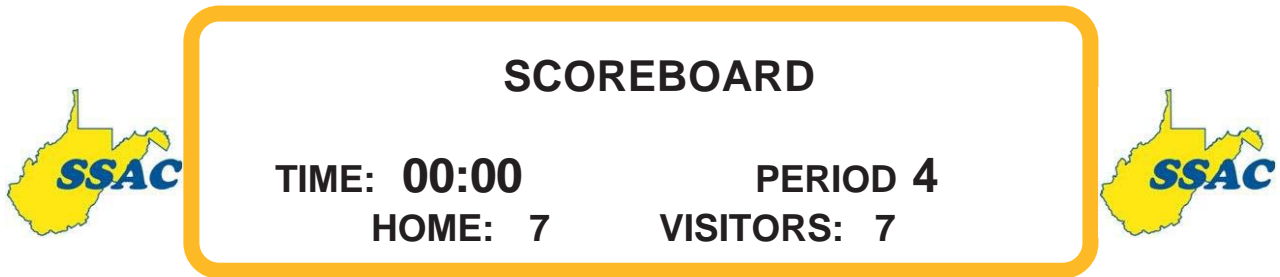 SCOREBOARD
SSAC
TIME: 00:00 PERIOD 4
SSAC
HOME: 7 VISITORS: 7